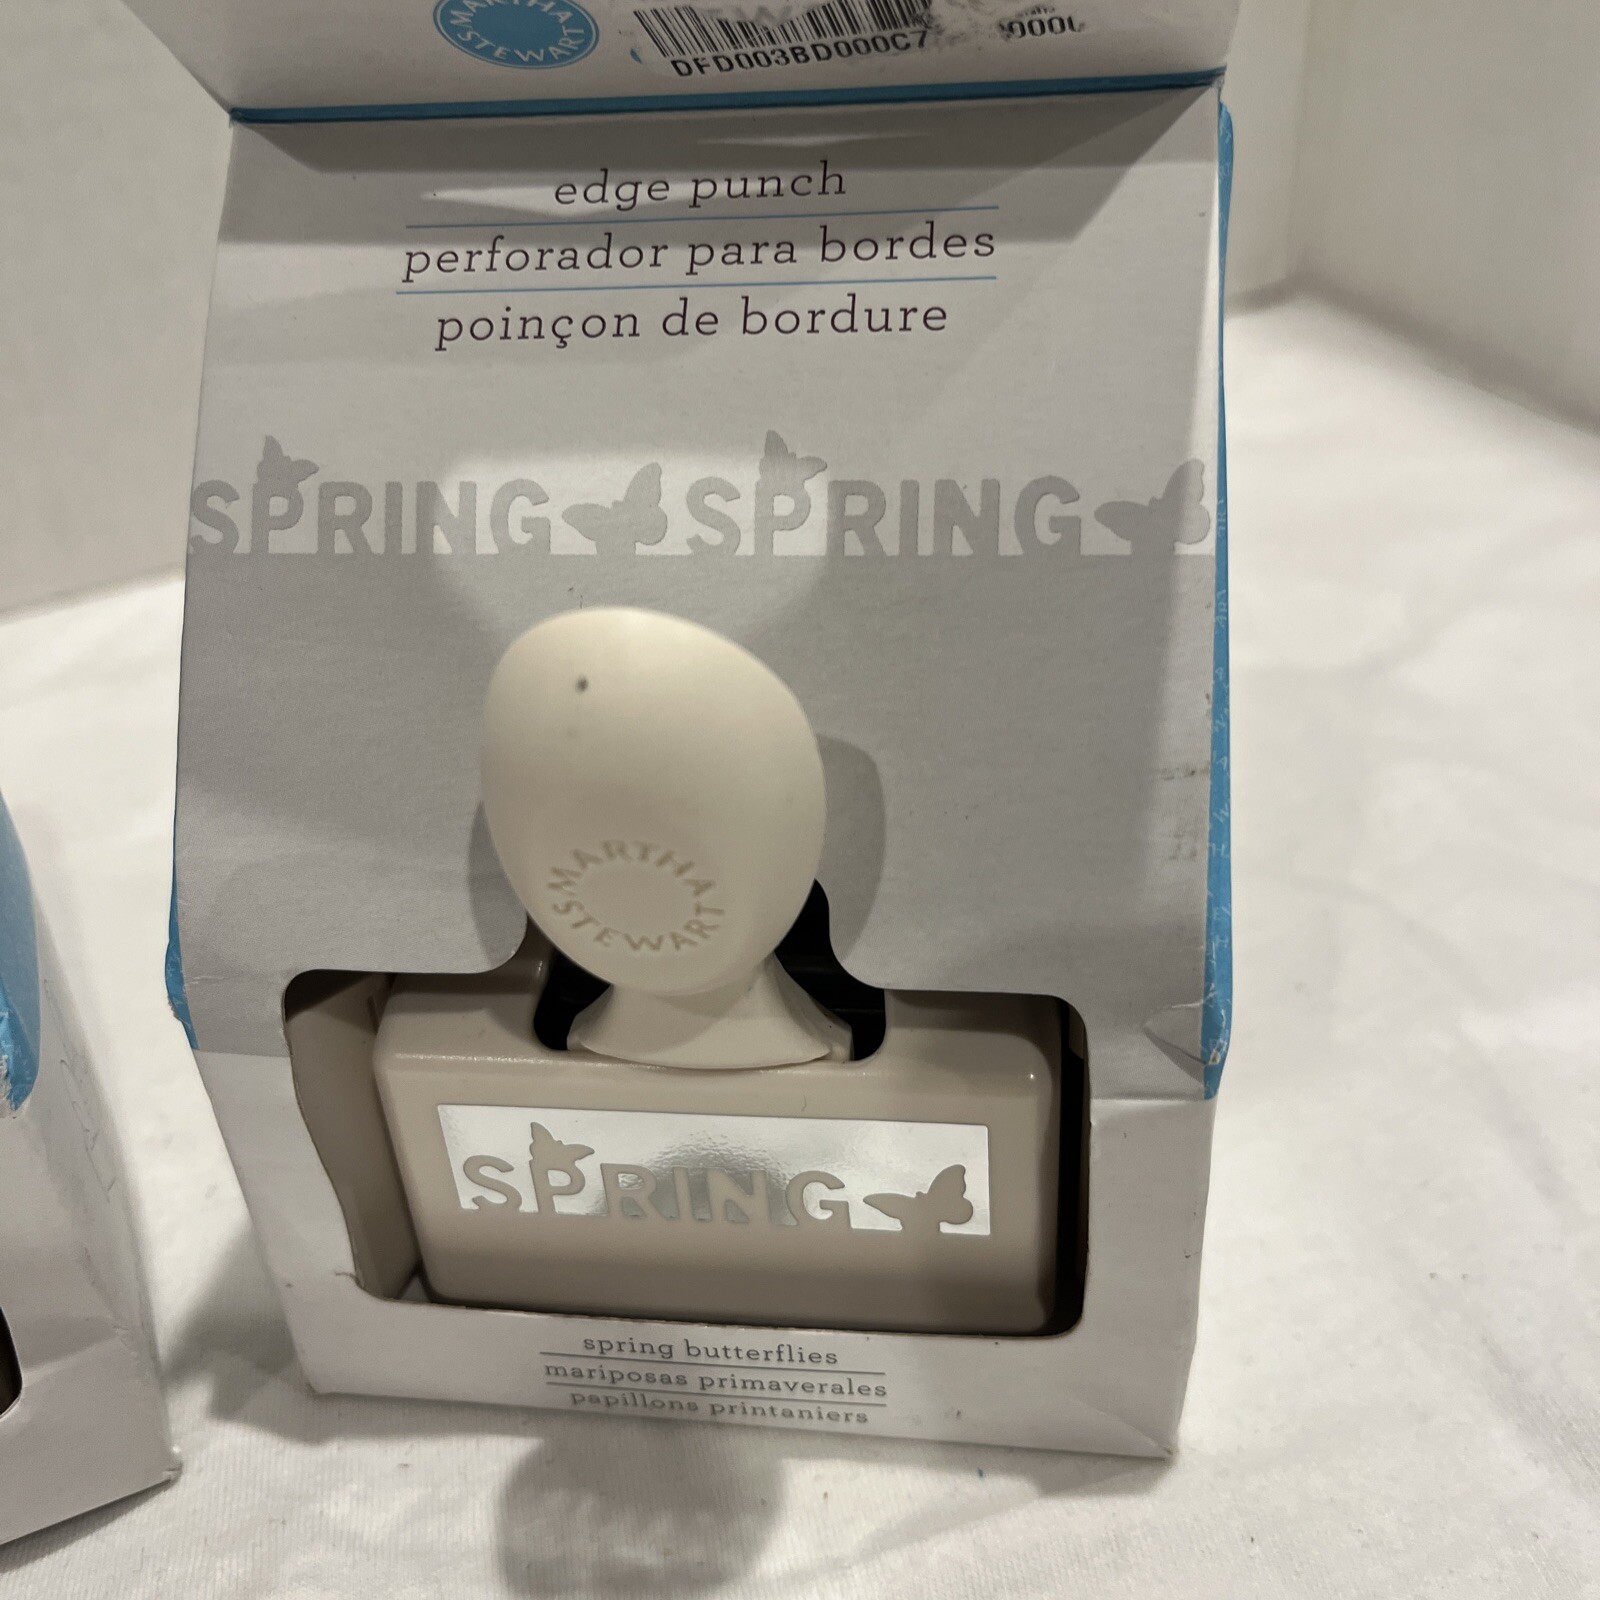 MARTHA STEWART
DFD003BD000C7
edge punch
perforador para bordes
poinçon de bordure
SPRING SPRING
MARTHA STEWART
SPRING
spring butterflies
mariposas primaverales
papillons printaniers